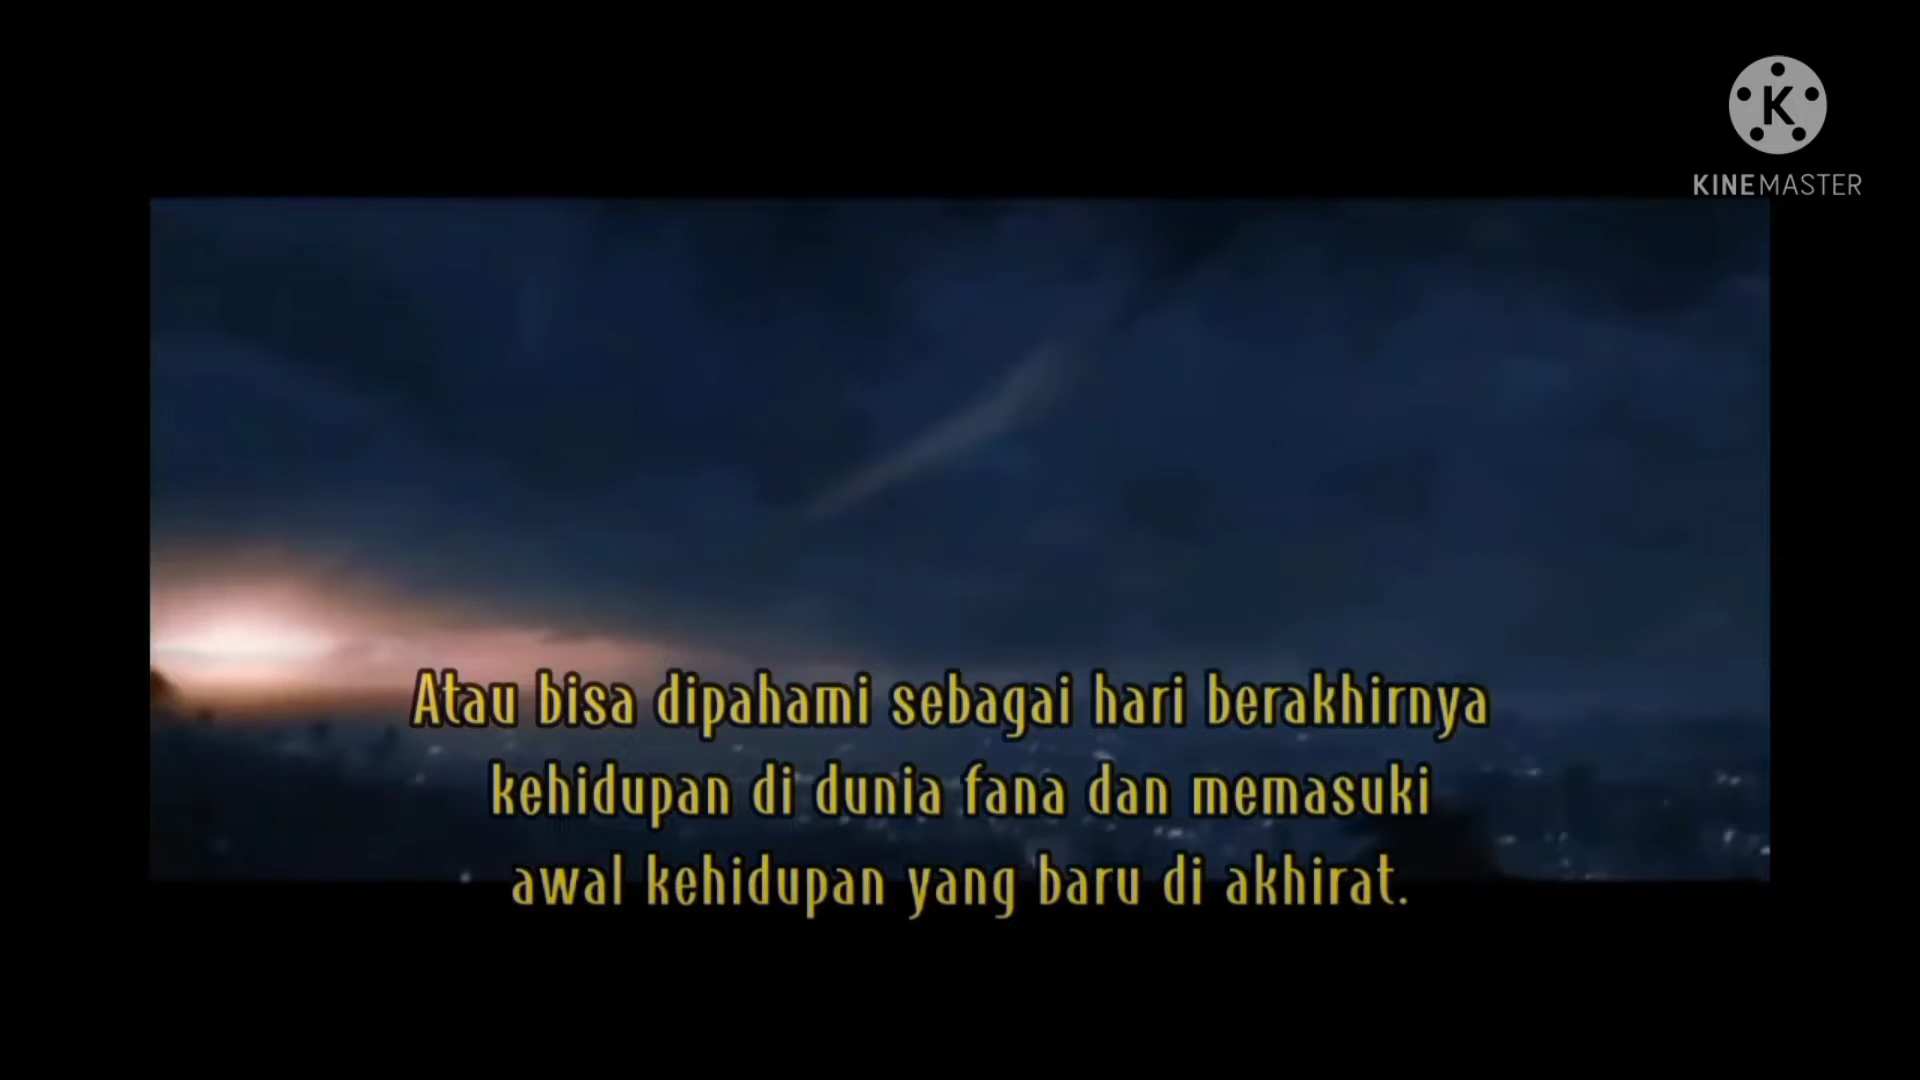 K
KINEMASTER
Atau bisa dipahami sebagai hari berakhirnya
kehidupan di dunia fana dan memasuki
awal kehidupan yang baru di akhirat.